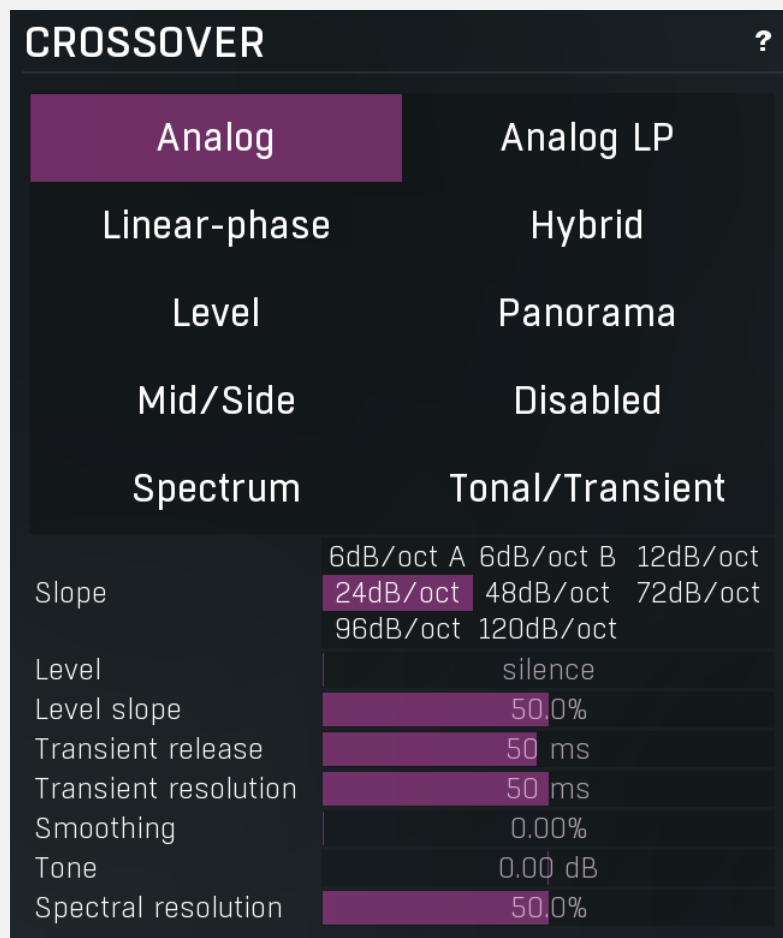 CROSSOVER ?
Analog Analog LP
Linear-phase Hybrid
Level Panorama
Mid/Side Disabled
Spectrum Tonal/Transient
6dB/oct A 6dB/oct B 12dB/oct
Slope 24dB/oct 48dB/oct 72dB/oct
96dB/oct 120dB/oct
Level silence
Level slope 50.0%
Transient release 50 ms
Transient resolution 50 ms
Smoothing 0.00%
Tone 0.00 dB
Spectral resolution 50.0%